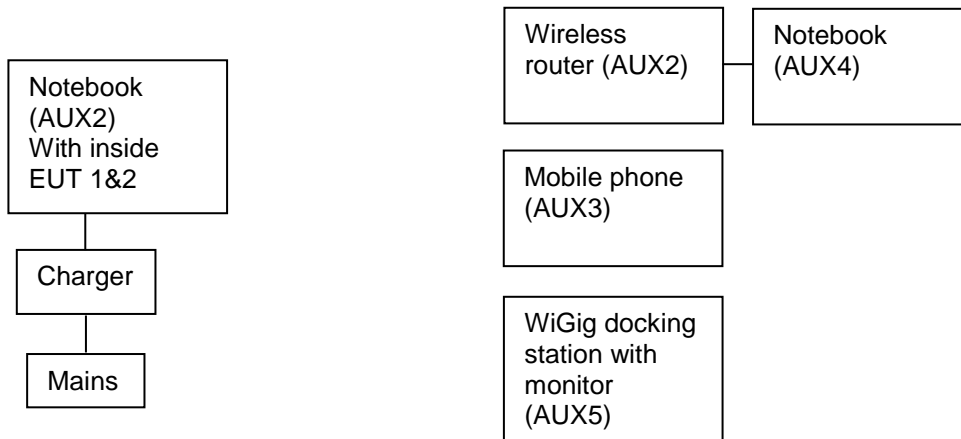 Notebook
(AUX2)
With inside
EUT 1&2
Charger
Mains
Wireless
router (AUX2)
Notebook
(AUX4)
Mobile phone
(AUX3)
WiGig docking
station with
monitor
(AUX5)